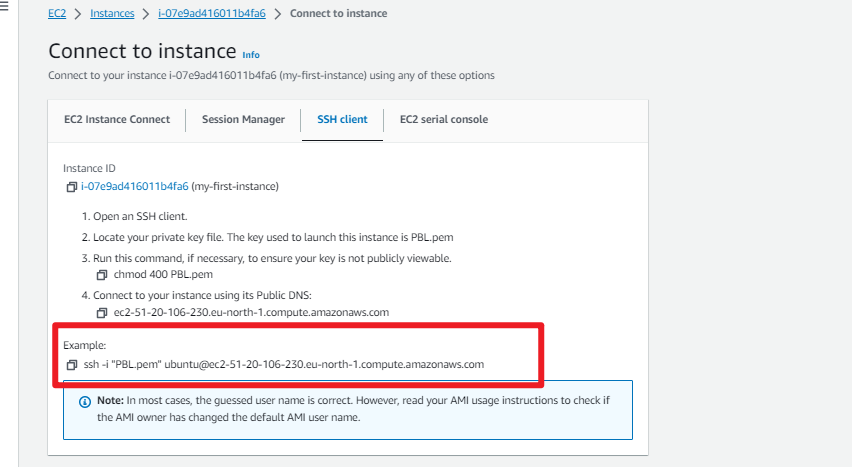 EC2 > Instances > i-07e9ad416011b4fa6 > Connect to instance
Connect to instance Info
Connect to your instance i-07e9ad416011b4fa6 (my-first-instance) using any of these options
EC2 Instance Connect Session Manager SSH client EC2 serial console
Instance ID
i-07e9ad416011b4fa6 (my-first-instance)
1. Open an SSH client.
2. Locate your private key file. The key used to launch this instance is PBL.pem
3. Run this command, if necessary, to ensure your key is not publicly viewable.
chmod 400 PBL.pem
4. Connect to your instance using its Public DNS:
ec2-51-20-106-230.eu-north-1.compute.amazonaws.com
Example:
ssh -i "PBL.pem" ubuntu@ec2-51-20-106-230.eu-north-1.compute.amazonaws.com
Note: In most cases, the guessed user name is correct. However, read your AMI usage instructions to check if
the AMI owner has changed the default AMI user name.